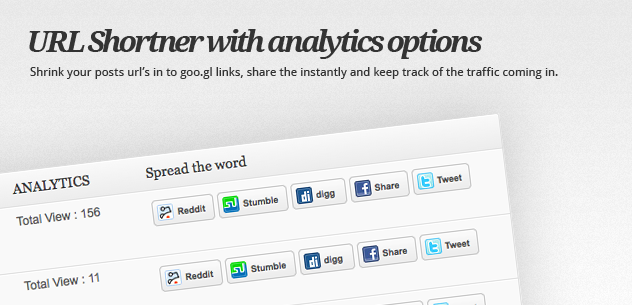 URL Shortner with analytics options
Shrink your posts url's in to goo.gl links, share the instantly and keep track of the traffic coming in.
ANALYTICS Spread the word
Total View : 156 Reddit Stumble digg Share Tweet
Total View : 11 Reddit Stumble digg Share Tweet